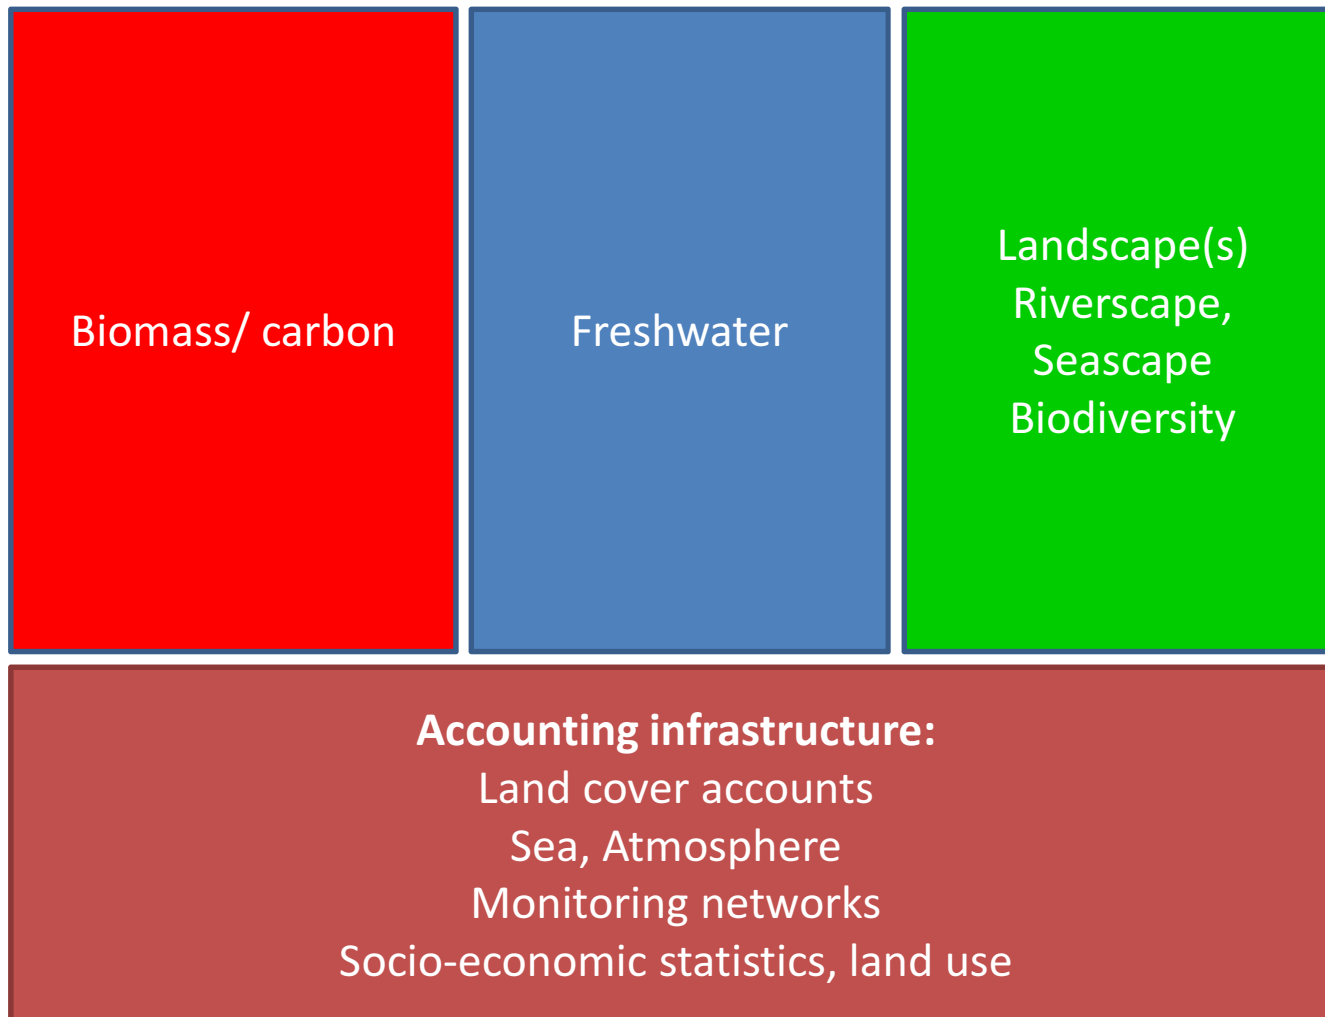 Biomass/ carbon
Freshwater
Landscape(s)
Riverscape,
Seascape
Biodiversity
Accounting infrastructure:
Land cover accounts
Sea, Atmosphere
Monitoring networks
Socio-economic statistics, land use